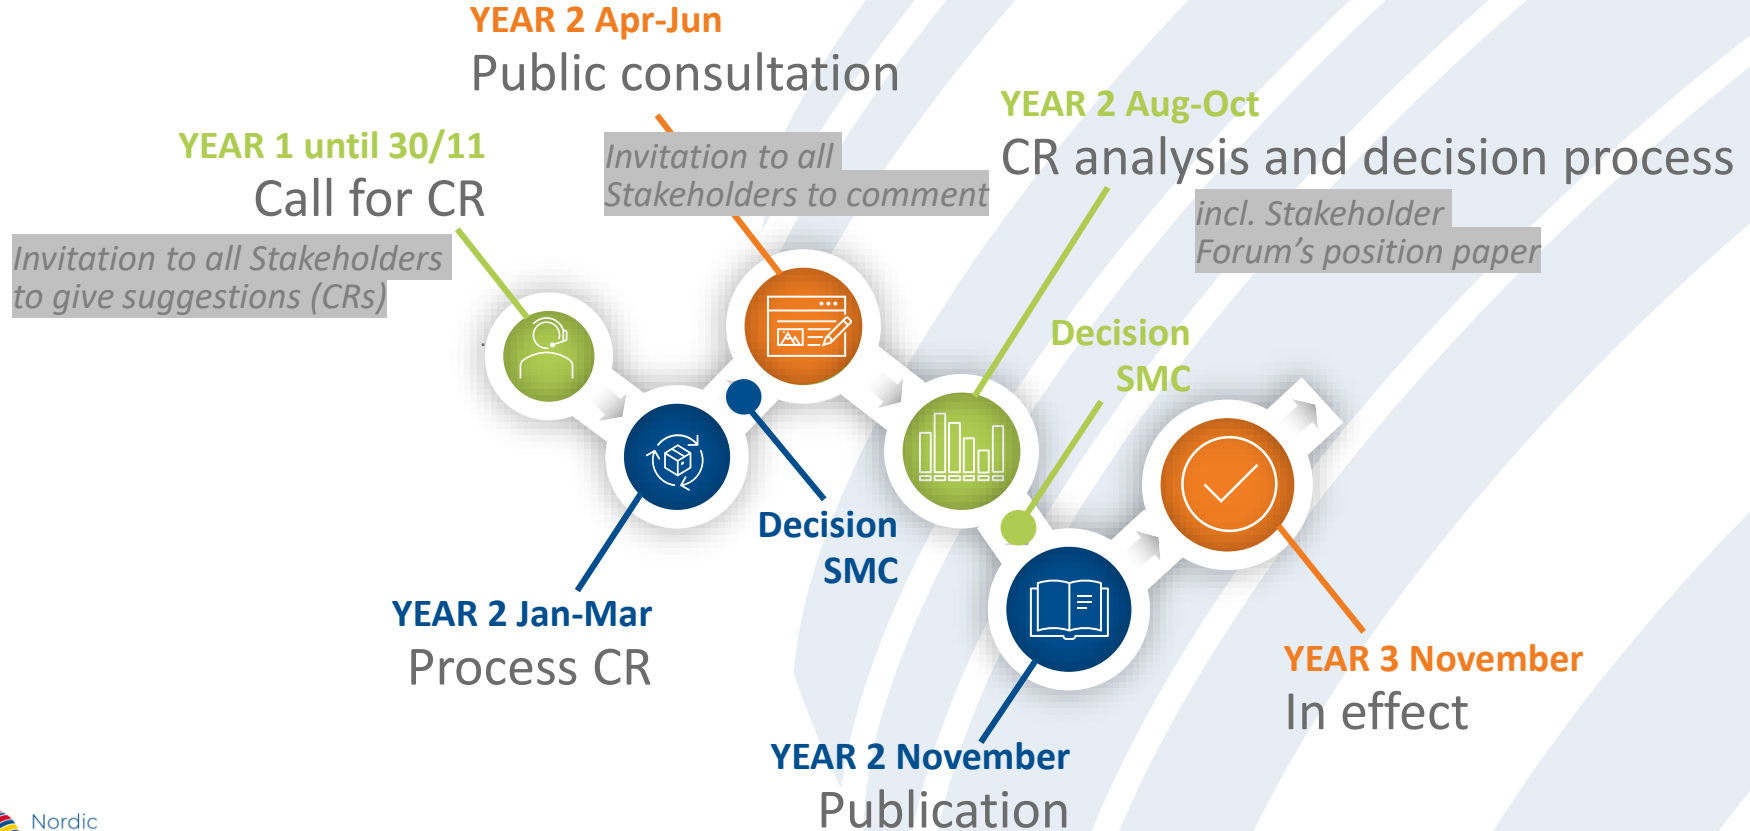 YEAR 2 Apr-Jun
Public consultation
Invitation to all
Stakeholders to comment
YEAR 1 until 30/11
Call for CR
Invitation to all Stakeholders
to give suggestions (CRs)
YEAR 2 Aug-Oct
CR analysis and decision process
incl. Stakeholder
Forum's position paper
Decision
SMC
Decision
SMC
YEAR 2 Jan-Mar
Process CR
YEAR 3 November
In effect
YEAR 2 November
Publication
Nordic